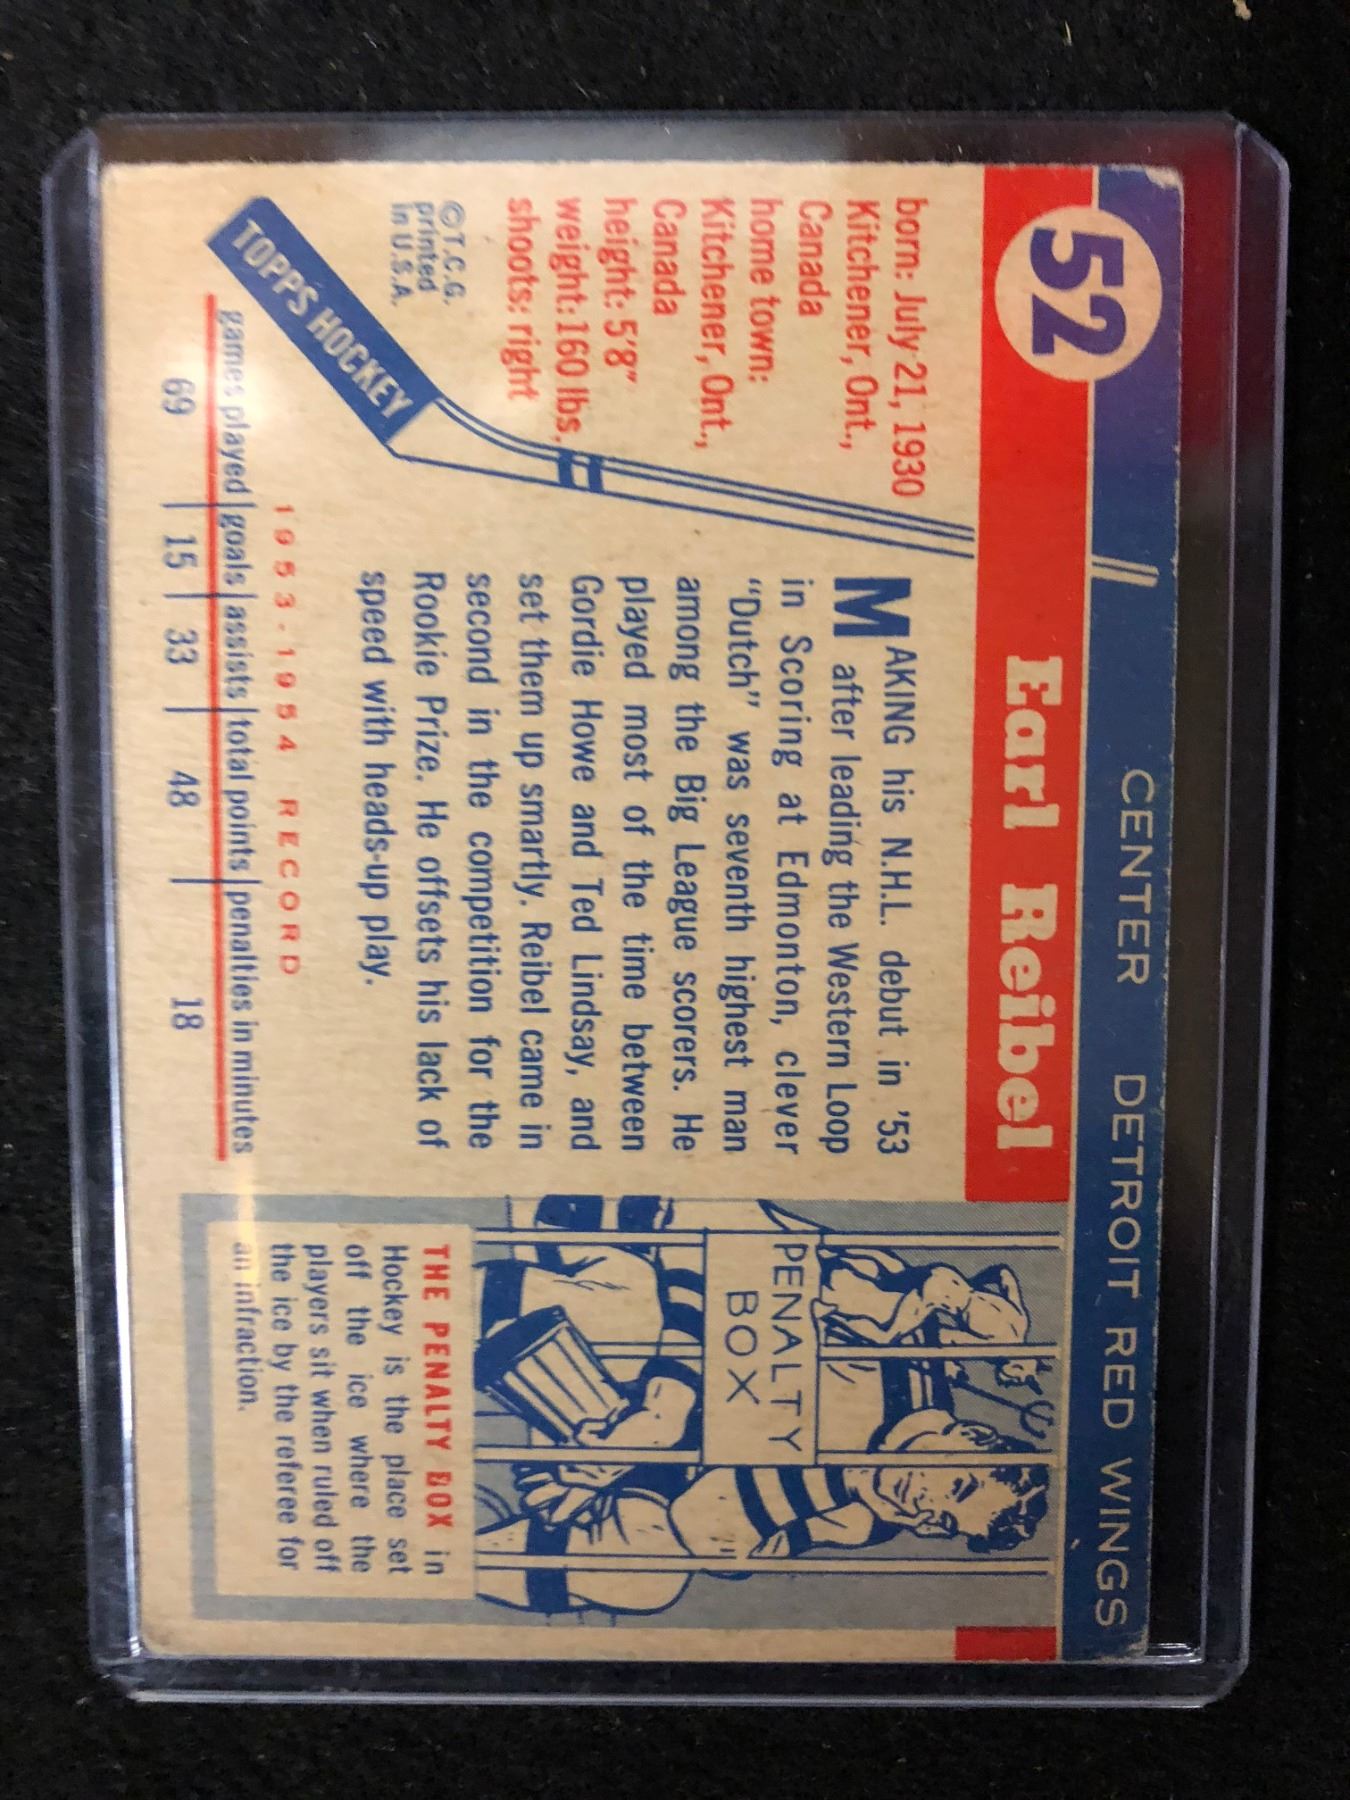 52
CENTER DETROIT RED WINGS
Earl Reibel
born: July 21, 1930
Kitchener, Ont.,
Canada
home town:
Kitchener, Ont.,
Canada
height: 5'8"
weight: 160 lbs.
shoots: right
©T.C.G.
printed
in U.S.A.
TOPPS HOCKEY
MAKING his N.H.L. debut in '53
after leading the Western Loop
in Scoring at Edmonton, clever
"Dutch" was seventh highest man
among the Big League scorers. He
played most of the time between
Gordie Howe and Ted Lindsay, and
set them up smartly. Reibel came in
second in the competition for the
Rookie Prize. He offsets his lack of
speed with heads-up play.
1953-1954 RECORD
games played goals assists total points penalties in minutes
69 15 33 48 18
PENALTY
BOX
THE PENALTY BOX in
Hockey is the place set
off the ice where the
players sit when ruled off
the ice by the referee for
an infraction.